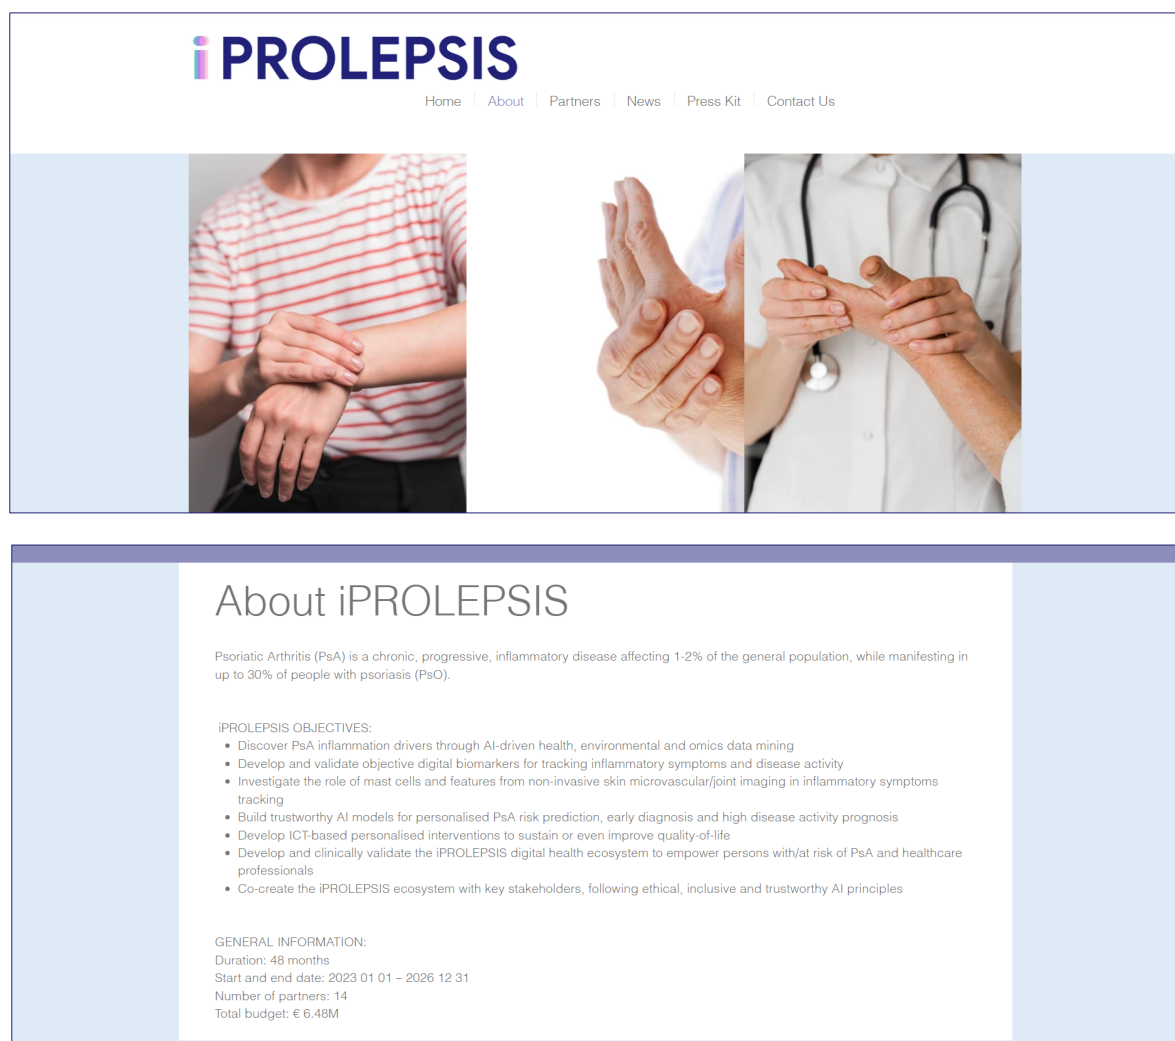 i PROLEPSIS
Home About Partners News Press Kit Contact Us
About iPROLEPSIS
Psoriatic Arthritis (PsA) is a chronic, progressive, inflammatory disease affecting 1-2% of the general population, while manifesting in
up to 30% of people with psoriasis (PsO).
iPROLEPSIS OBJECTIVES:
• Discover PsA inflammation drivers through AI-driven health, environmental and omics data mining
• Develop and validate objective digital biomarkers for tracking inflammatory symptoms and disease activity
• Investigate the role of mast cells and features from non-invasive skin microvascular/joint imaging in inflammatory symptoms
tracking
• Build trustworthy AI models for personalised PsA risk prediction, early diagnosis and high disease activity prognosis
• Develop ICT-based personalised interventions to sustain or even improve quality-of-life
• Develop and clinically validate the iPROLEPSIS digital health ecosystem to empower persons with/at risk of PsA and healthcare
professionals
• Co-create the iPROLEPSIS ecosystem with key stakeholders, following ethical, inclusive and trustworthy AI principles
GENERAL INFORMATION:
Duration: 48 months
Start and end date: 2023 01 01 – 2026 12 31
Number of partners: 14
Total budget: € 6.48M